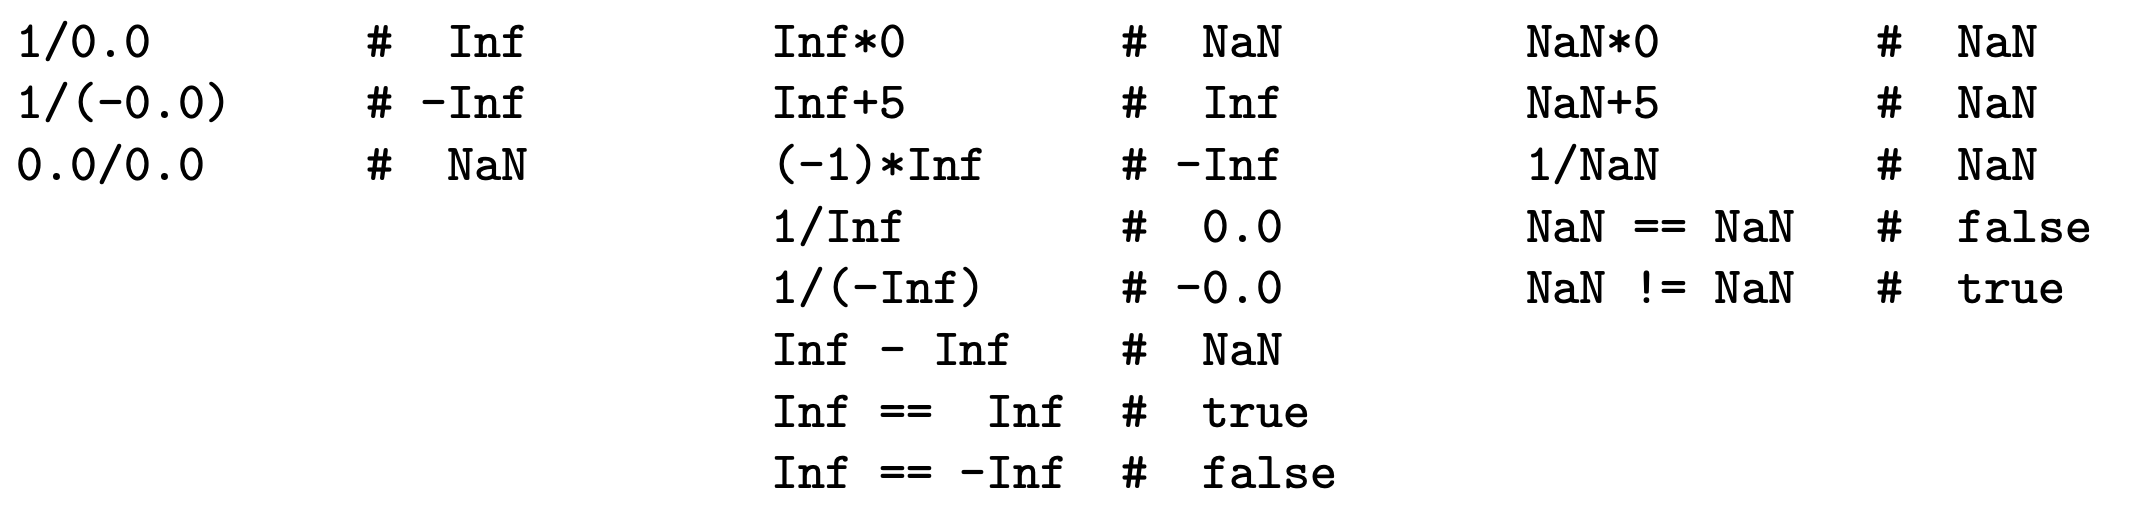 1/0.0        #  Inf
1/(-0.0)     # -Inf
0.0/0.0      #  NaN
Inf*0        #  NaN
Inf+5        #  Inf
(-1)*Inf     # -Inf
1/Inf        #  0.0
1/(-Inf)     # -0.0
Inf - Inf    #  NaN
Inf ==  Inf  #  true
Inf == -Inf  #  false
NaN*0        #  NaN
NaN+5        #  NaN
1/NaN        #  NaN
NaN == NaN   #  false
NaN != NaN   #  true